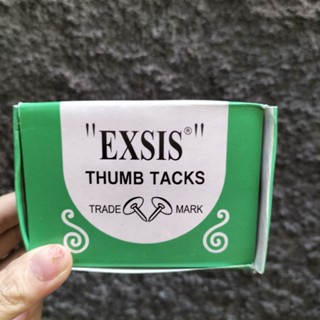 "EXSIS®"
THUMB TACKS
TRADE MARK